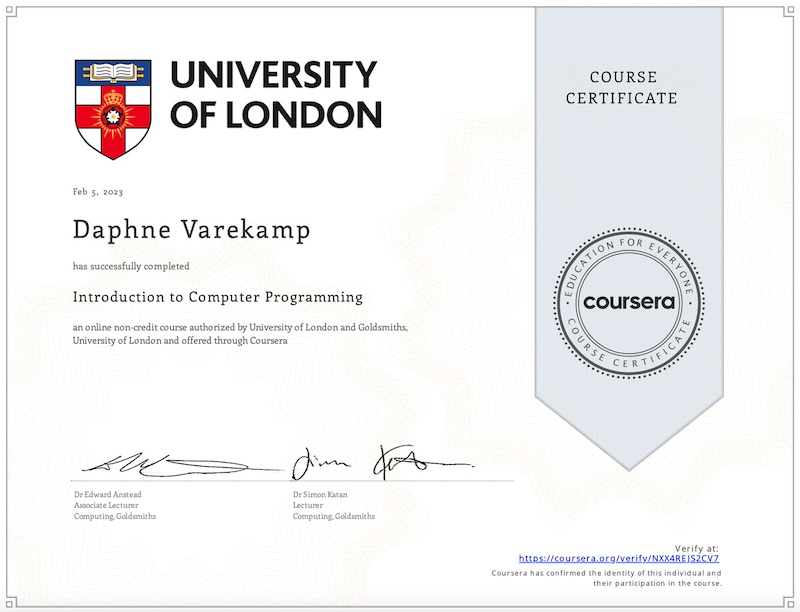 UNIVERSITY
OF LONDON
COURSE
CERTIFICATE
Feb 5, 2023
Daphne Varekamp
has successfully completed
Introduction to Computer Programming
an online non-credit course authorized by University of London and Goldsmiths,
University of London and offered through Coursera
EDUCATION FOR EVERYONE
coursera
COURSE CERTIFICATE
Dr Edward Anstead
Associate Lecturer
Computing, Goldsmiths
Dr Simon Katan
Lecturer
Computing, Goldsmiths
Verify at:
https://coursera.org/verify/NXX4REJS2CV7
Coursera has confirmed the identity of this individual and
their participation in the course.